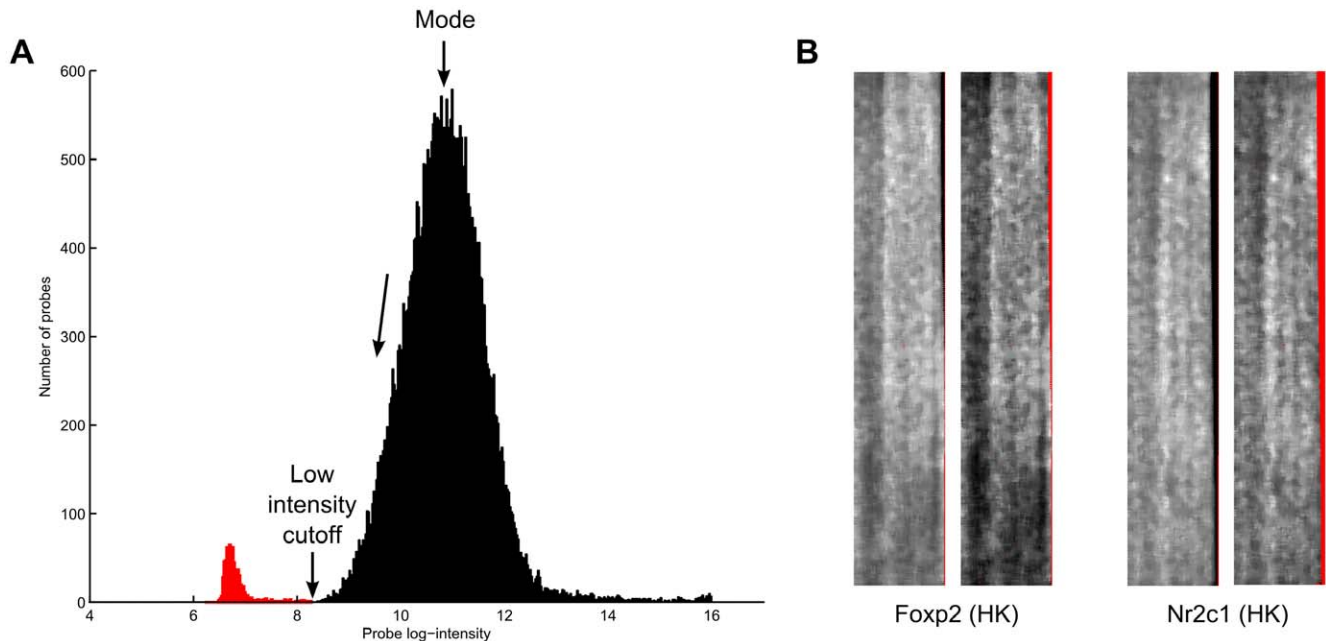 A
Mode
B
600
500
400
300
200
100
0
Number of probes
Low
intensity
cutoff
4
6
8
10
12
14
16
Probe log−intensity
Foxp2 (HK)
Nr2c1 (HK)